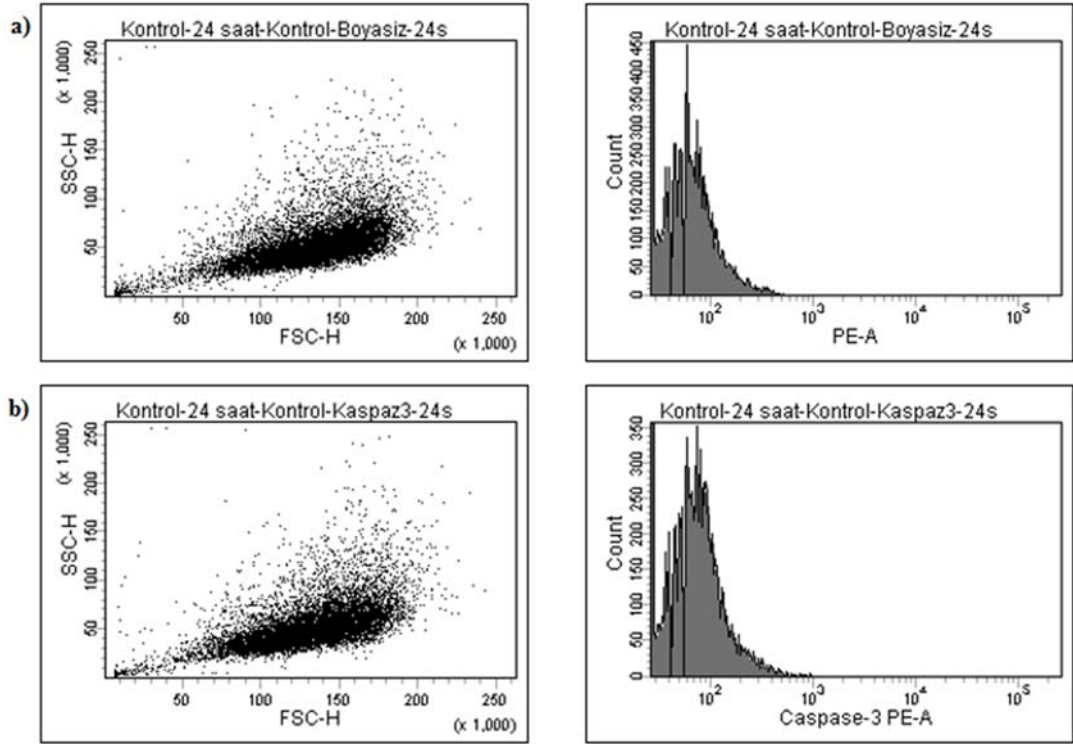 a)
Kontrol-24 saat-Kontrol-Boyasiz-24s
(x 1,000)
SSC-H
50 100 150 200 250
50 100 150 200 250
FSC-H
(x 1,000)
Kontrol-24 saat-Kontrol-Boyasiz-24s
Count
0 50 100 150 200 250 300 350 400 450
10² 10³ 10⁴ 10⁵
PE-A
b)
Kontrol-24 saat-Kontrol-Kaspaz3-24s
(x 1,000)
SSC-H
50 100 150 200 250
50 100 150 200 250
FSC-H
(x 1,000)
Kontrol-24 saat-Kontrol-Kaspaz3-24s
Count
0 50 100 150 200 250 300 350
10² 10³ 10⁴ 10⁵
Caspase-3 PE-A